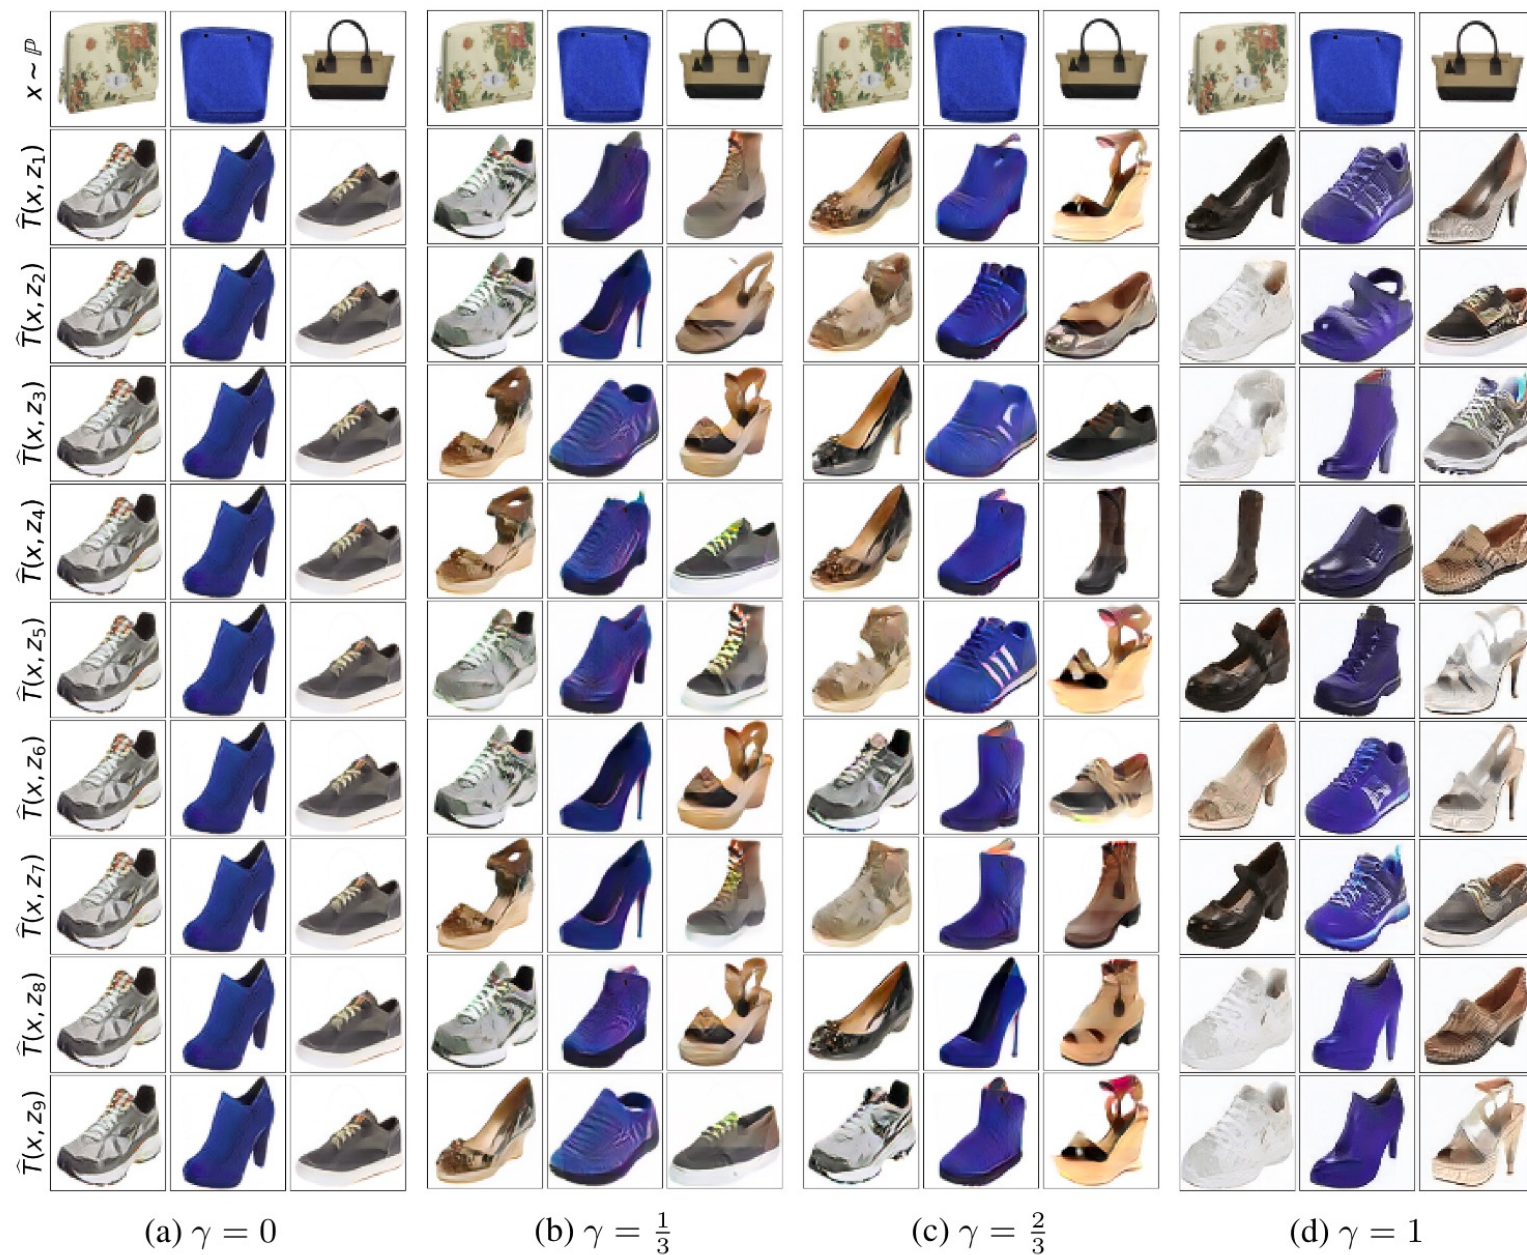 x ~ ℙ
T̂(x, z₁)
T̂(x, z₂)
T̂(x, z₃)
T̂(x, z₄)
T̂(x, z₅)
T̂(x, z₆)
T̂(x, z₇)
T̂(x, z₈)
T̂(x, z₉)
(a) γ = 0
(b) γ = 1/3
(c) γ = 2/3
(d) γ = 1